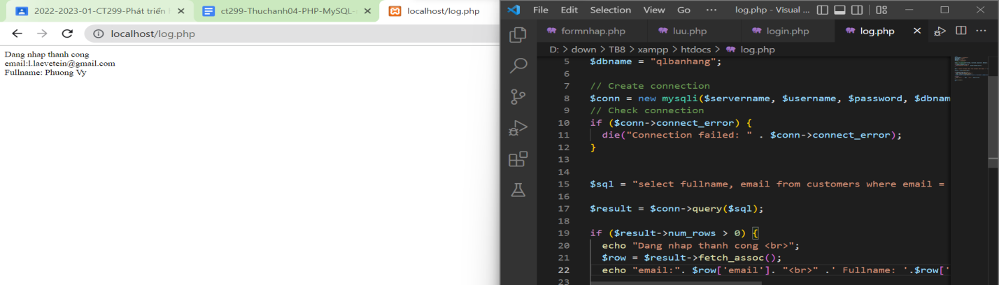 2022-2023-01-CT299-Phát triển h
ct299-Thuchanh04-PHP-MySQL-
localhost/log.php
localhost/log.php
Dang nhap thanh cong
email:l.laevetein@gmail.com
Fullname: Phuong Vy
File Edit Selection View Go ··· log.php - Visual ...
formnhap.php luu.php login.php log.php
D: > down > TB8 > xampp > htdocs > log.php
5 $dbname = "qlbanhang";
6
7 // Create connection
8 $conn = new mysqli($servername, $username, $password, $dbnam
9 // Check connection
10 if ($conn->connect_error) {
11 die("Connection failed: " . $conn->connect_error);
12 }
13
14
15 $sql = "select fullname, email from customers where email =
16
17 $result = $conn->query($sql);
18
19 if ($result->num_rows > 0) {
20 echo "Dang nhap thanh cong <br>";
21 $row = $result->fetch_assoc();
22 echo "email:". $row['email']. "<br>" .' Fullname: '.$row['
23